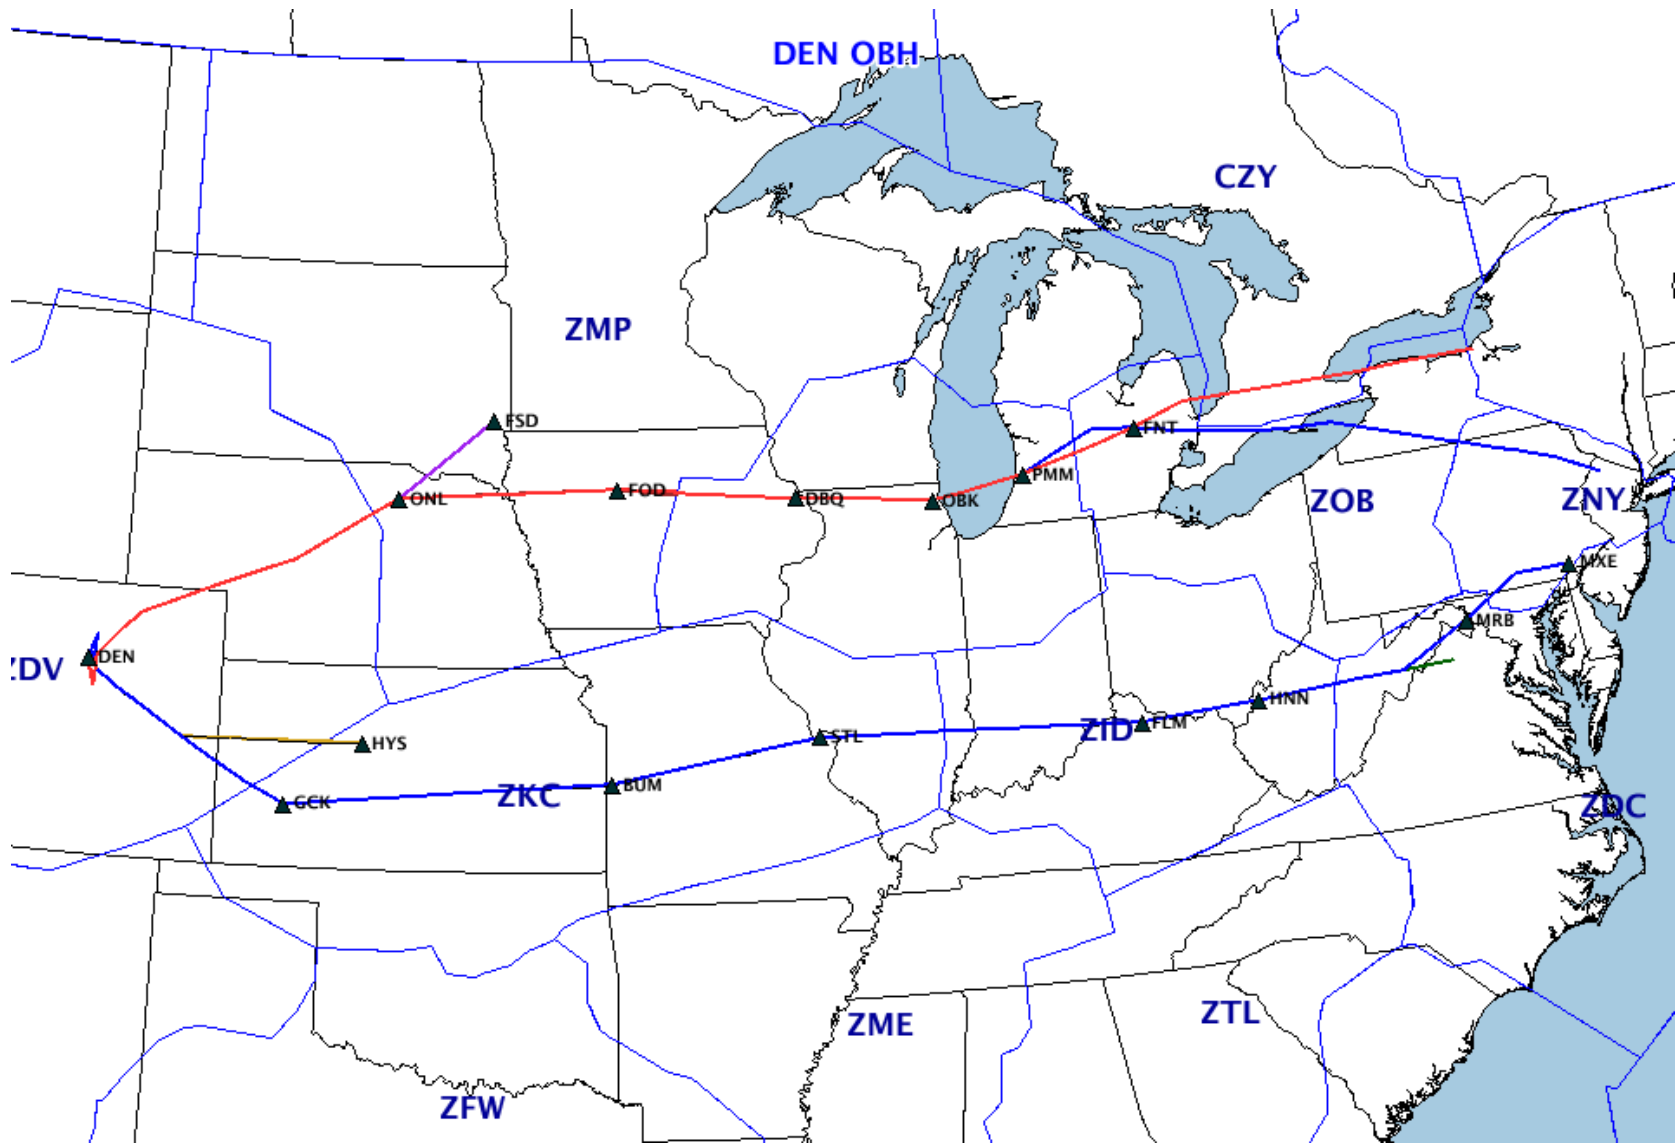 DEN OBH
CZY
ZMP
FSD
FNT
PMM
ONL
FOD
DBQ
OBK
ZOB
ZNY
MXE
MRB
DEN
ZDV
HNN
FLM
ZID
STL
HYS
GCK
ZKC
BUM
ZDC
ZME
ZTL
ZFW